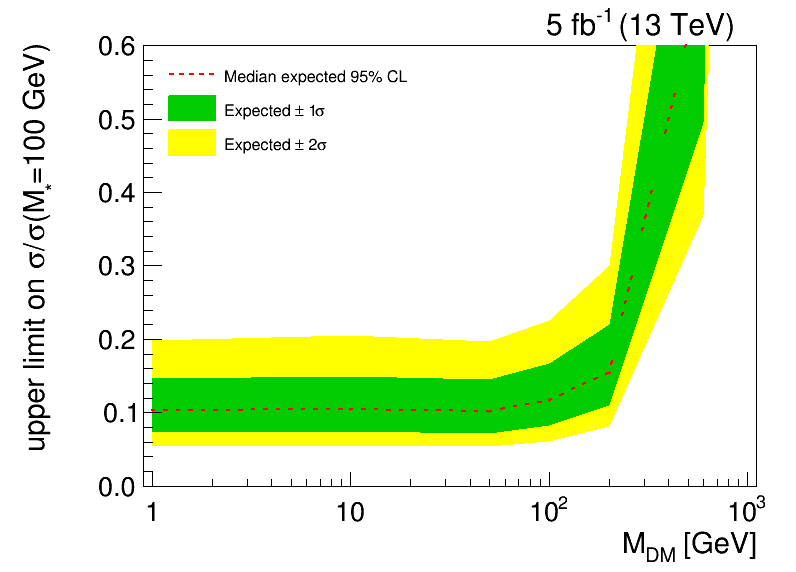 5 fb⁻¹ (13 TeV)
upper limit on σ/σ(M*=100 GeV)
0.6
0.5
0.4
0.3
0.2
0.1
0.0
Median expected 95% CL
Expected ± 1σ
Expected ± 2σ
1 10 10² 10³
M_DM [GeV]